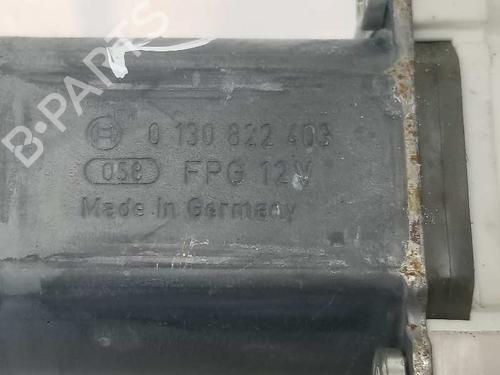 0 130 822 403
058 FPG 12V
Made in Germany
B-PARTS